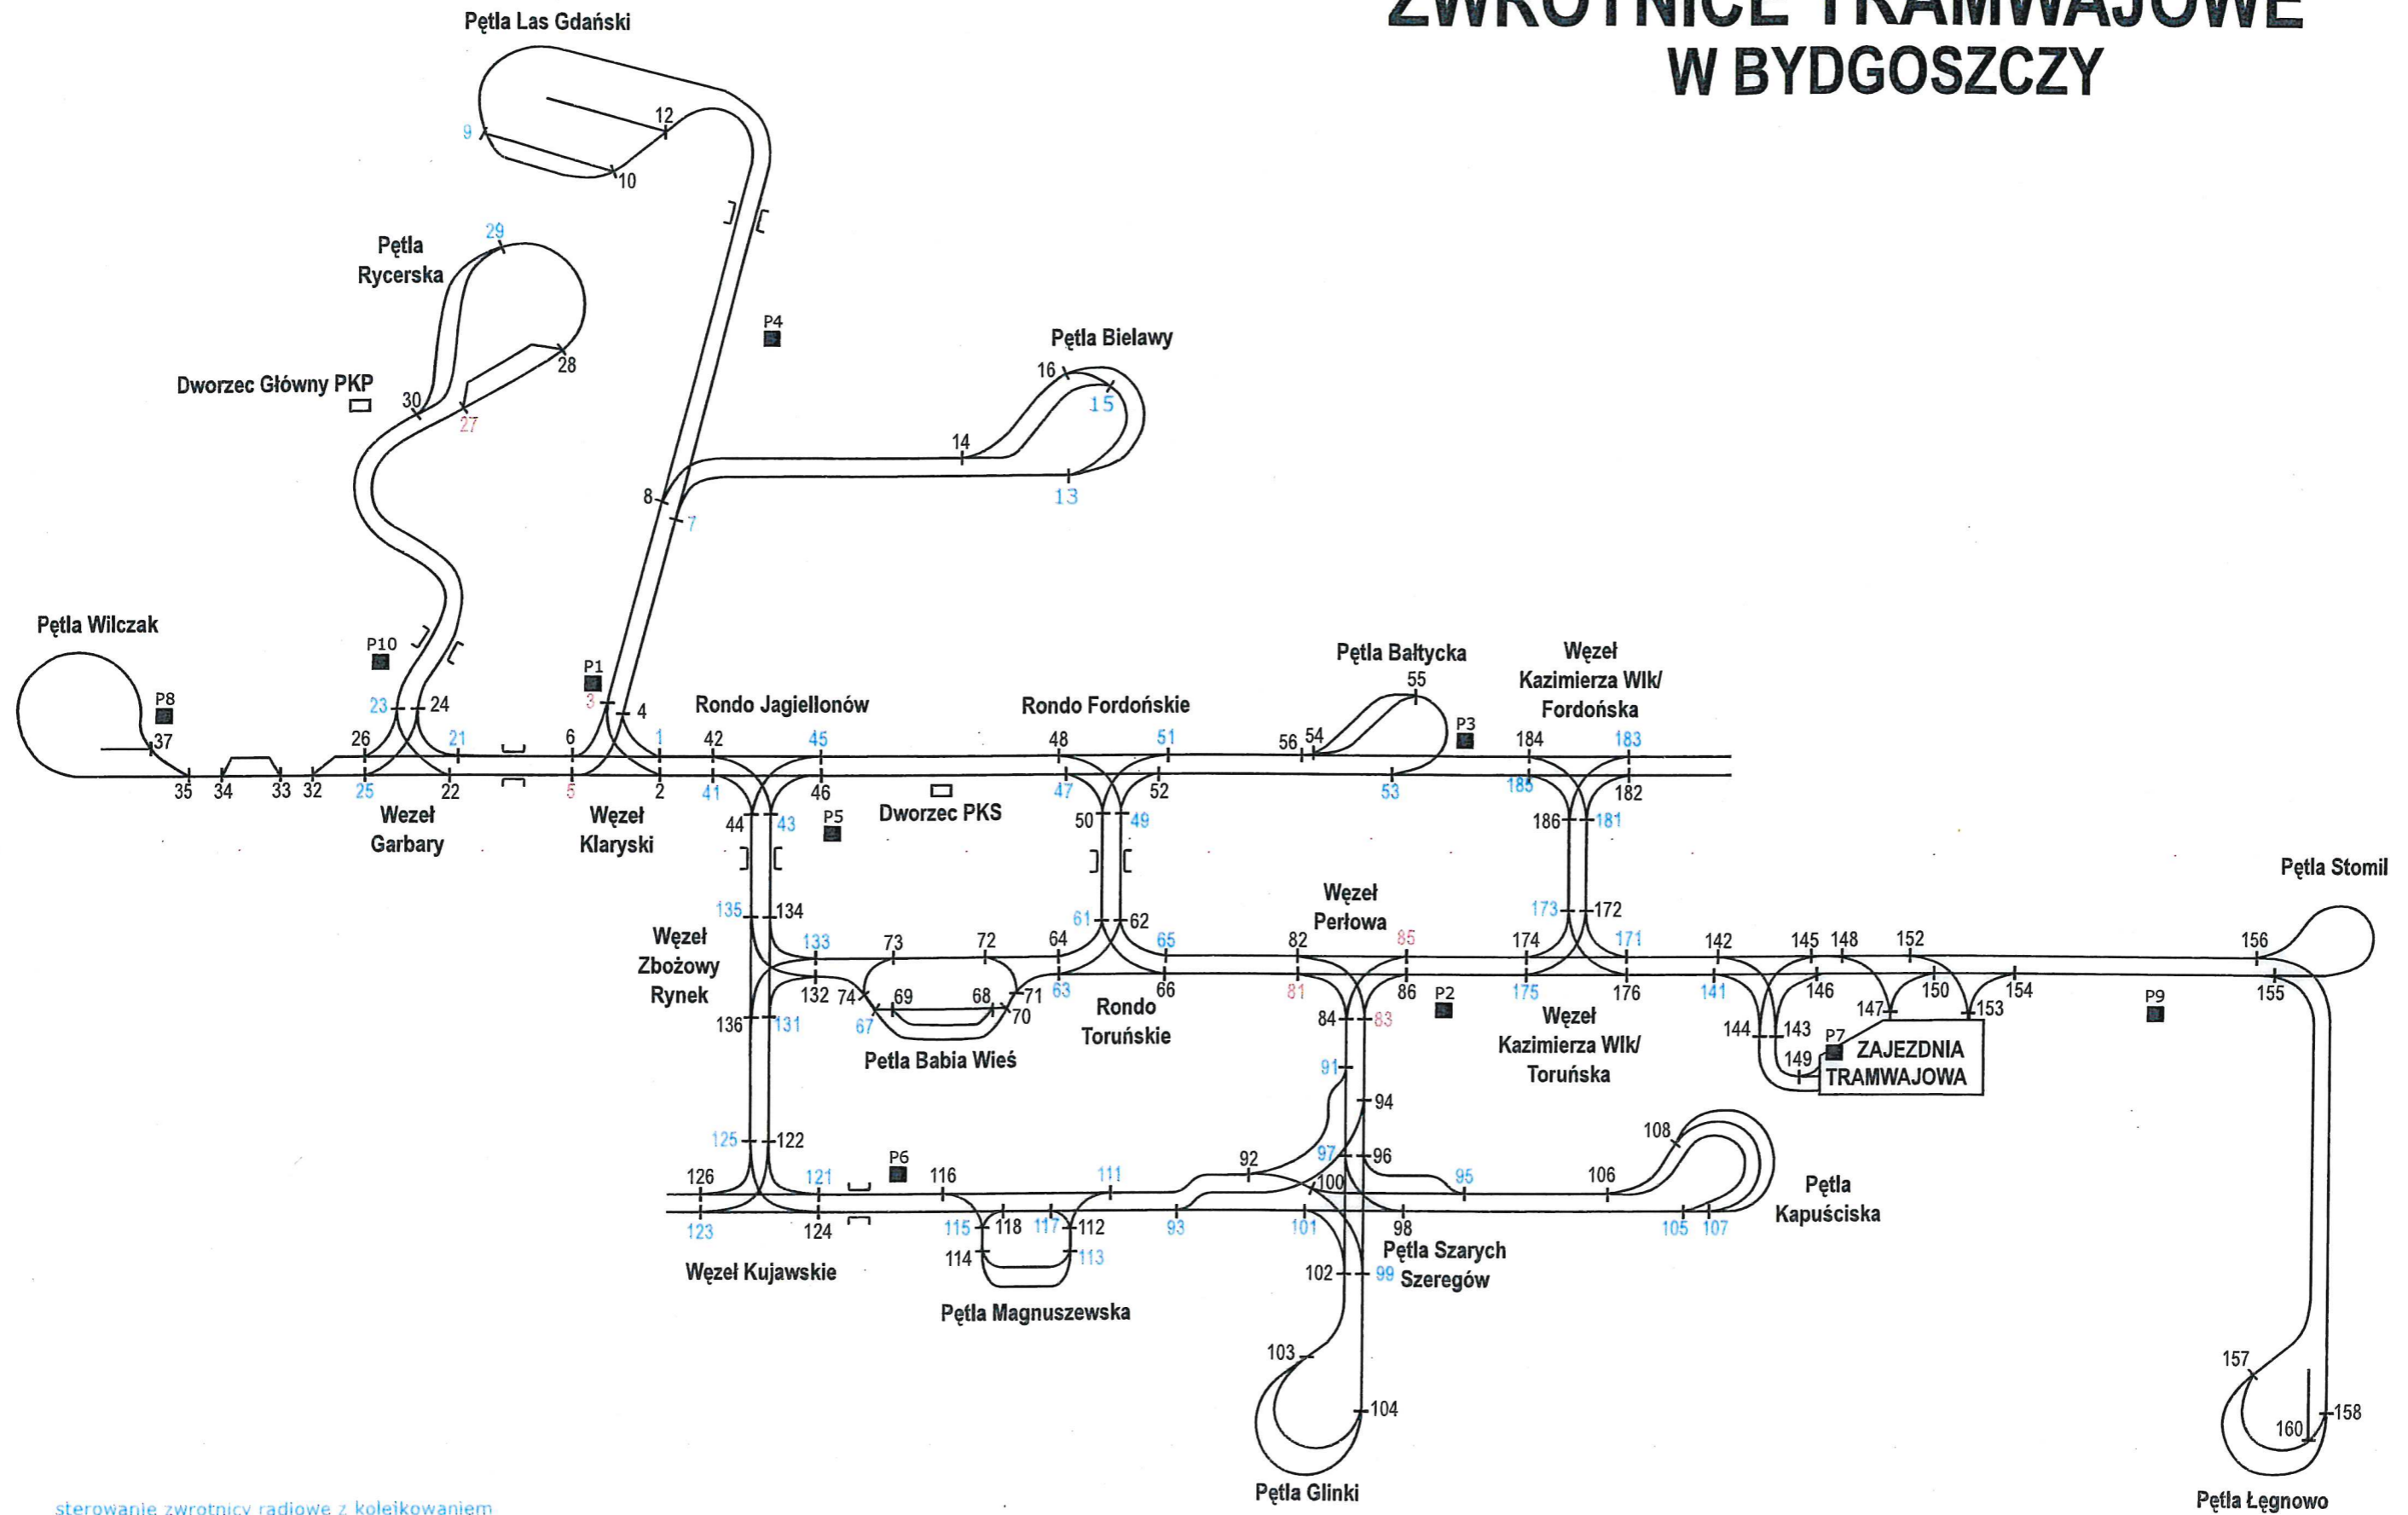 ZWROTNICE TRAMWAJOWE
W BYDGOSZCZY
Pętla Las Gdański
12
9
10
29
Pętla
Rycerska
28
Dworzec Główny PKP
30
27
P4
Pętla Bielawy
16
15
14
13
8
7
Pętla Wilczak
P8
37
35
34
33
32
P10
23
24
26
21
25
22
Wezeł
Garbary
P1
3
4
6
1
5
2
Węzeł
Klaryski
Rondo Jagiellonów
42
45
41
46
44
43
P5
Dworzec PKS
Rondo Fordońskie
48
51
47
52
50
49
Pętla Bałtycka
55
56
54
P3
53
Węzeł
Kazimierza Wlk/
Fordońska
184
183
185
182
186
181
135
134
Węzeł
Zbożowy
Rynek
133
132
136
131
73
72
74
69
68
71
67
70
Petla Babia Wieś
61
62
64
65
63
66
Rondo
Toruńskie
Węzeł
Perłowa
82
85
81
86
84
83
P2
173
172
174
171
175
176
Węzeł
Kazimierza Wlk/
Toruńska
142
145
148
152
141
146
150
154
144
143
147
153
149
P7
ZAJEZDNIA
TRAMWAJOWA
P9
Pętla Stomil
156
155
125
122
126
121
123
124
Węzeł Kujawskie
P6
116
111
115
118
117
112
114
113
Pętla Magnuszewska
91
94
92
97
96
100
95
93
101
98
102
99
Pętla Szarych
Szeregów
106
108
105
107
Pętla
Kapuściska
103
104
Pętla Glinki
157
158
160
Pętla Łęgnowo
sterowanie zwrotnicy radiowe z kolejkowaniem